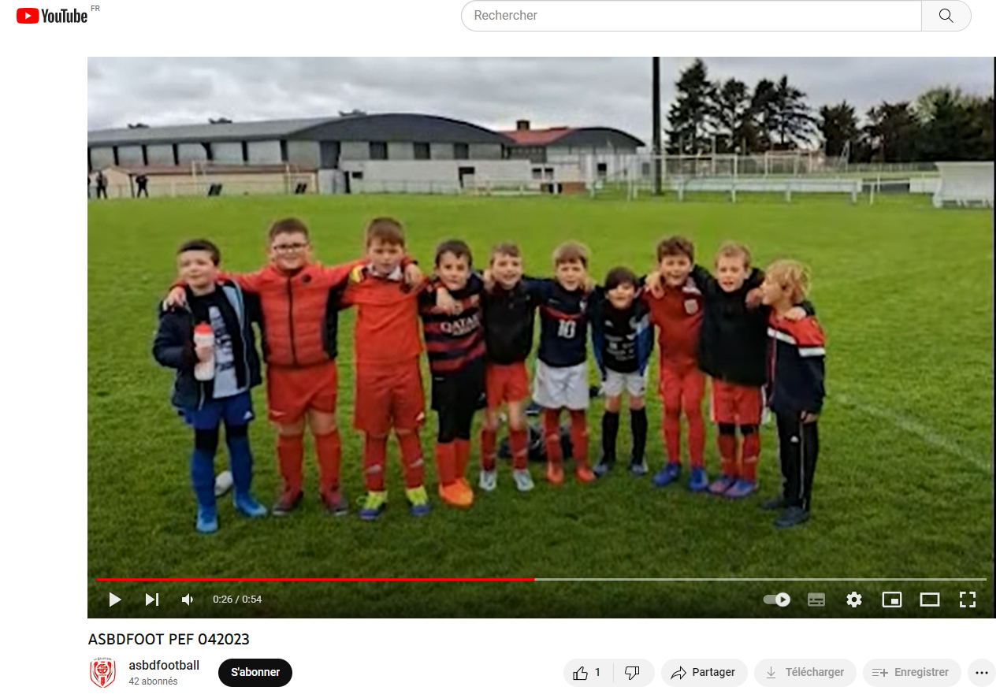 YouTube FR
Rechercher
QATAR
10
0:26 / 0:54
ASBDFOOT PEF 042023
asbdfootball
42 abonnés
S'abonner
1
Partager
Télécharger
Enregistrer